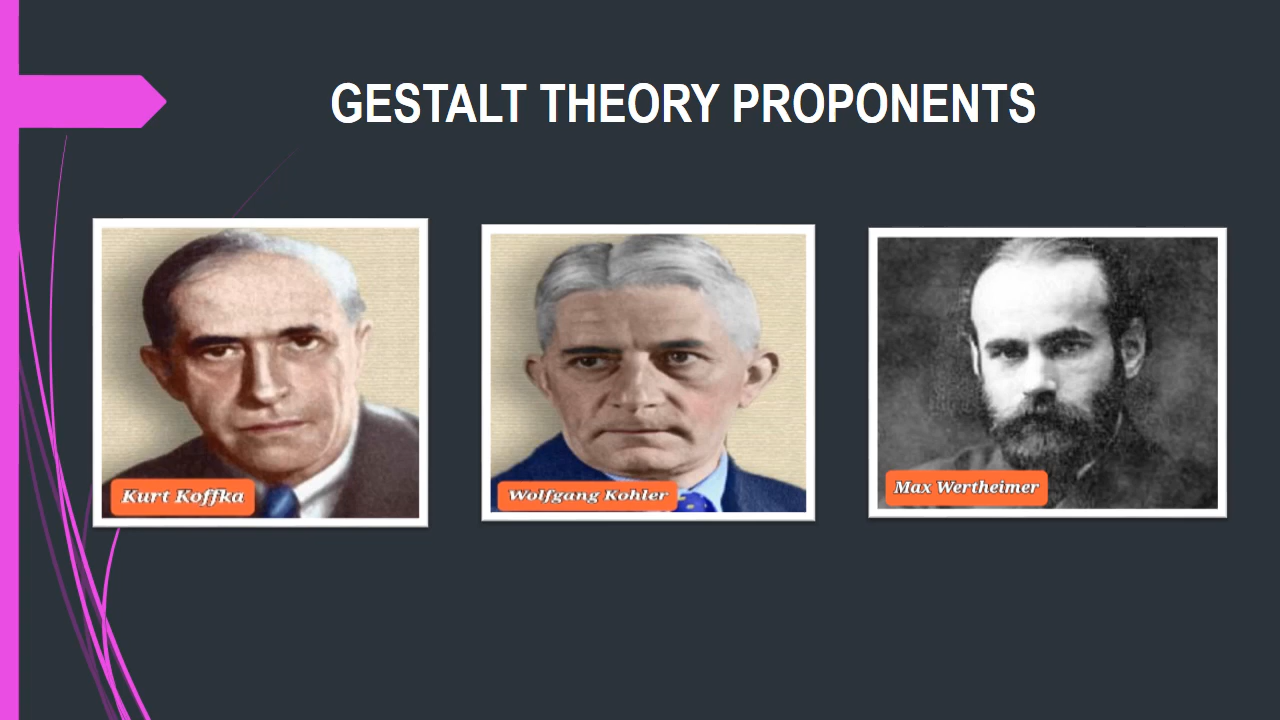 GESTALT THEORY PROPONENTS
Kurt Koffka
Wolfgang Kohler
Max Wertheimer